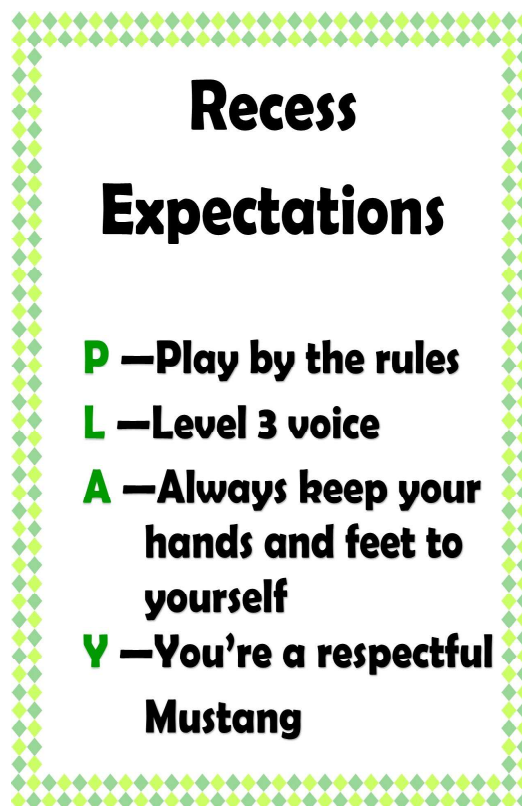 Recess
Expectations
P —Play by the rules
L —Level 3 voice
A —Always keep your
hands and feet to
yourself
Y —You’re a respectful
Mustang